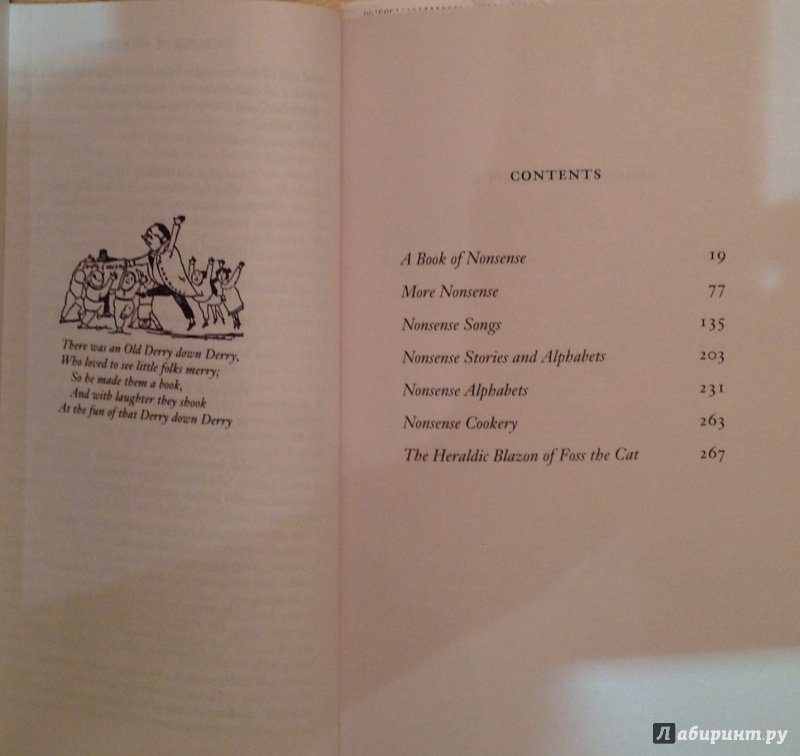 There was an Old Derry down Derry,
Who loved to see little folks merry;
So he made them a book,
And with laughter they shook
At the fun of that Derry down Derry
CONTENTS
A Book of Nonsense 19
More Nonsense 77
Nonsense Songs 135
Nonsense Stories and Alphabets 203
Nonsense Alphabets 231
Nonsense Cookery 263
The Heraldic Blazon of Foss the Cat 267
Лабиринт.ру